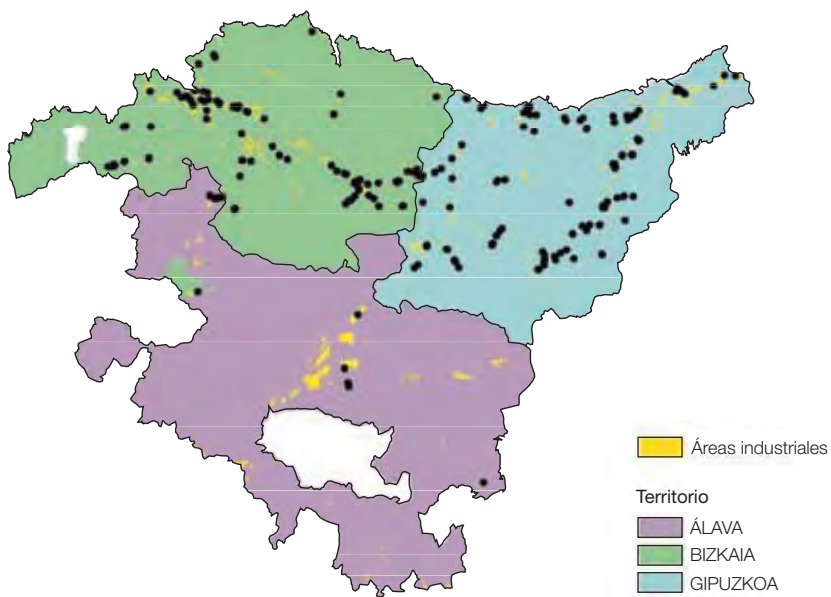 Áreas industriales
Territorio
ÁLAVA
BIZKAIA
GIPUZKOA